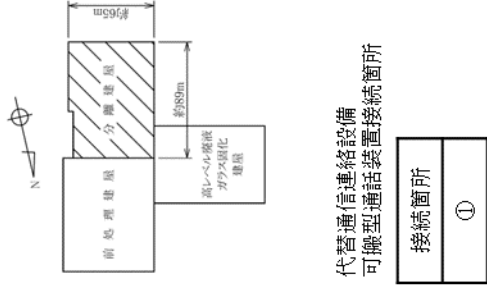 約65m
N
前処理建屋
分離建屋
約89m
高レベル廃液
ガラス固化
建屋
代替通信連絡設備
可搬型通話装置接続箇所
接続箇所
①